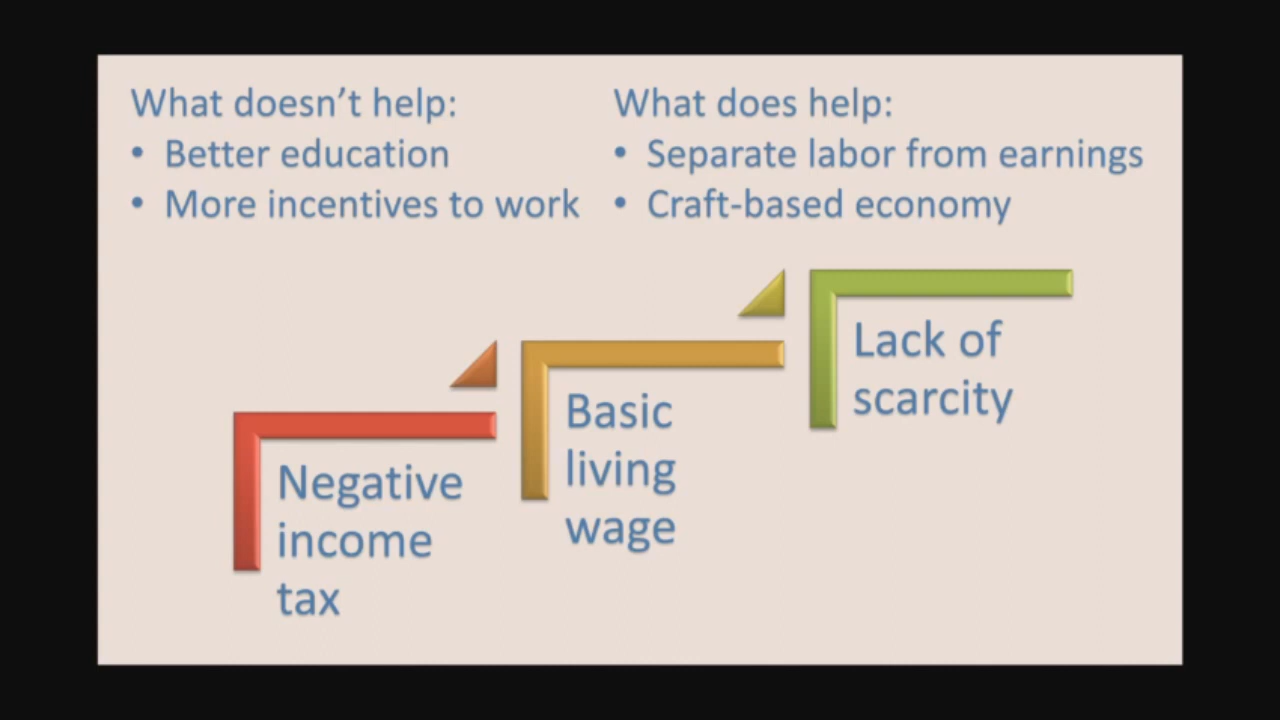 What doesn't help:
• Better education
• More incentives to work
What does help:
• Separate labor from earnings
• Craft-based economy
Negative
income
tax
Basic
living
wage
Lack of
scarcity